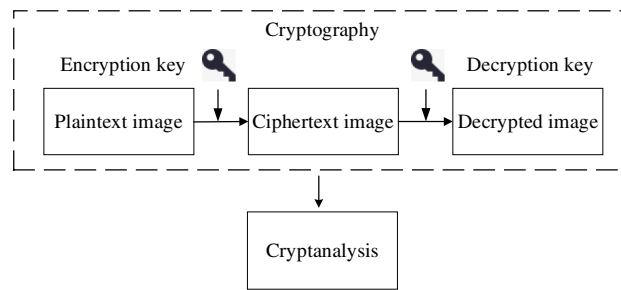 Cryptography
Encryption key
Decryption key
Plaintext image
Ciphertext image
Decrypted image
Cryptanalysis